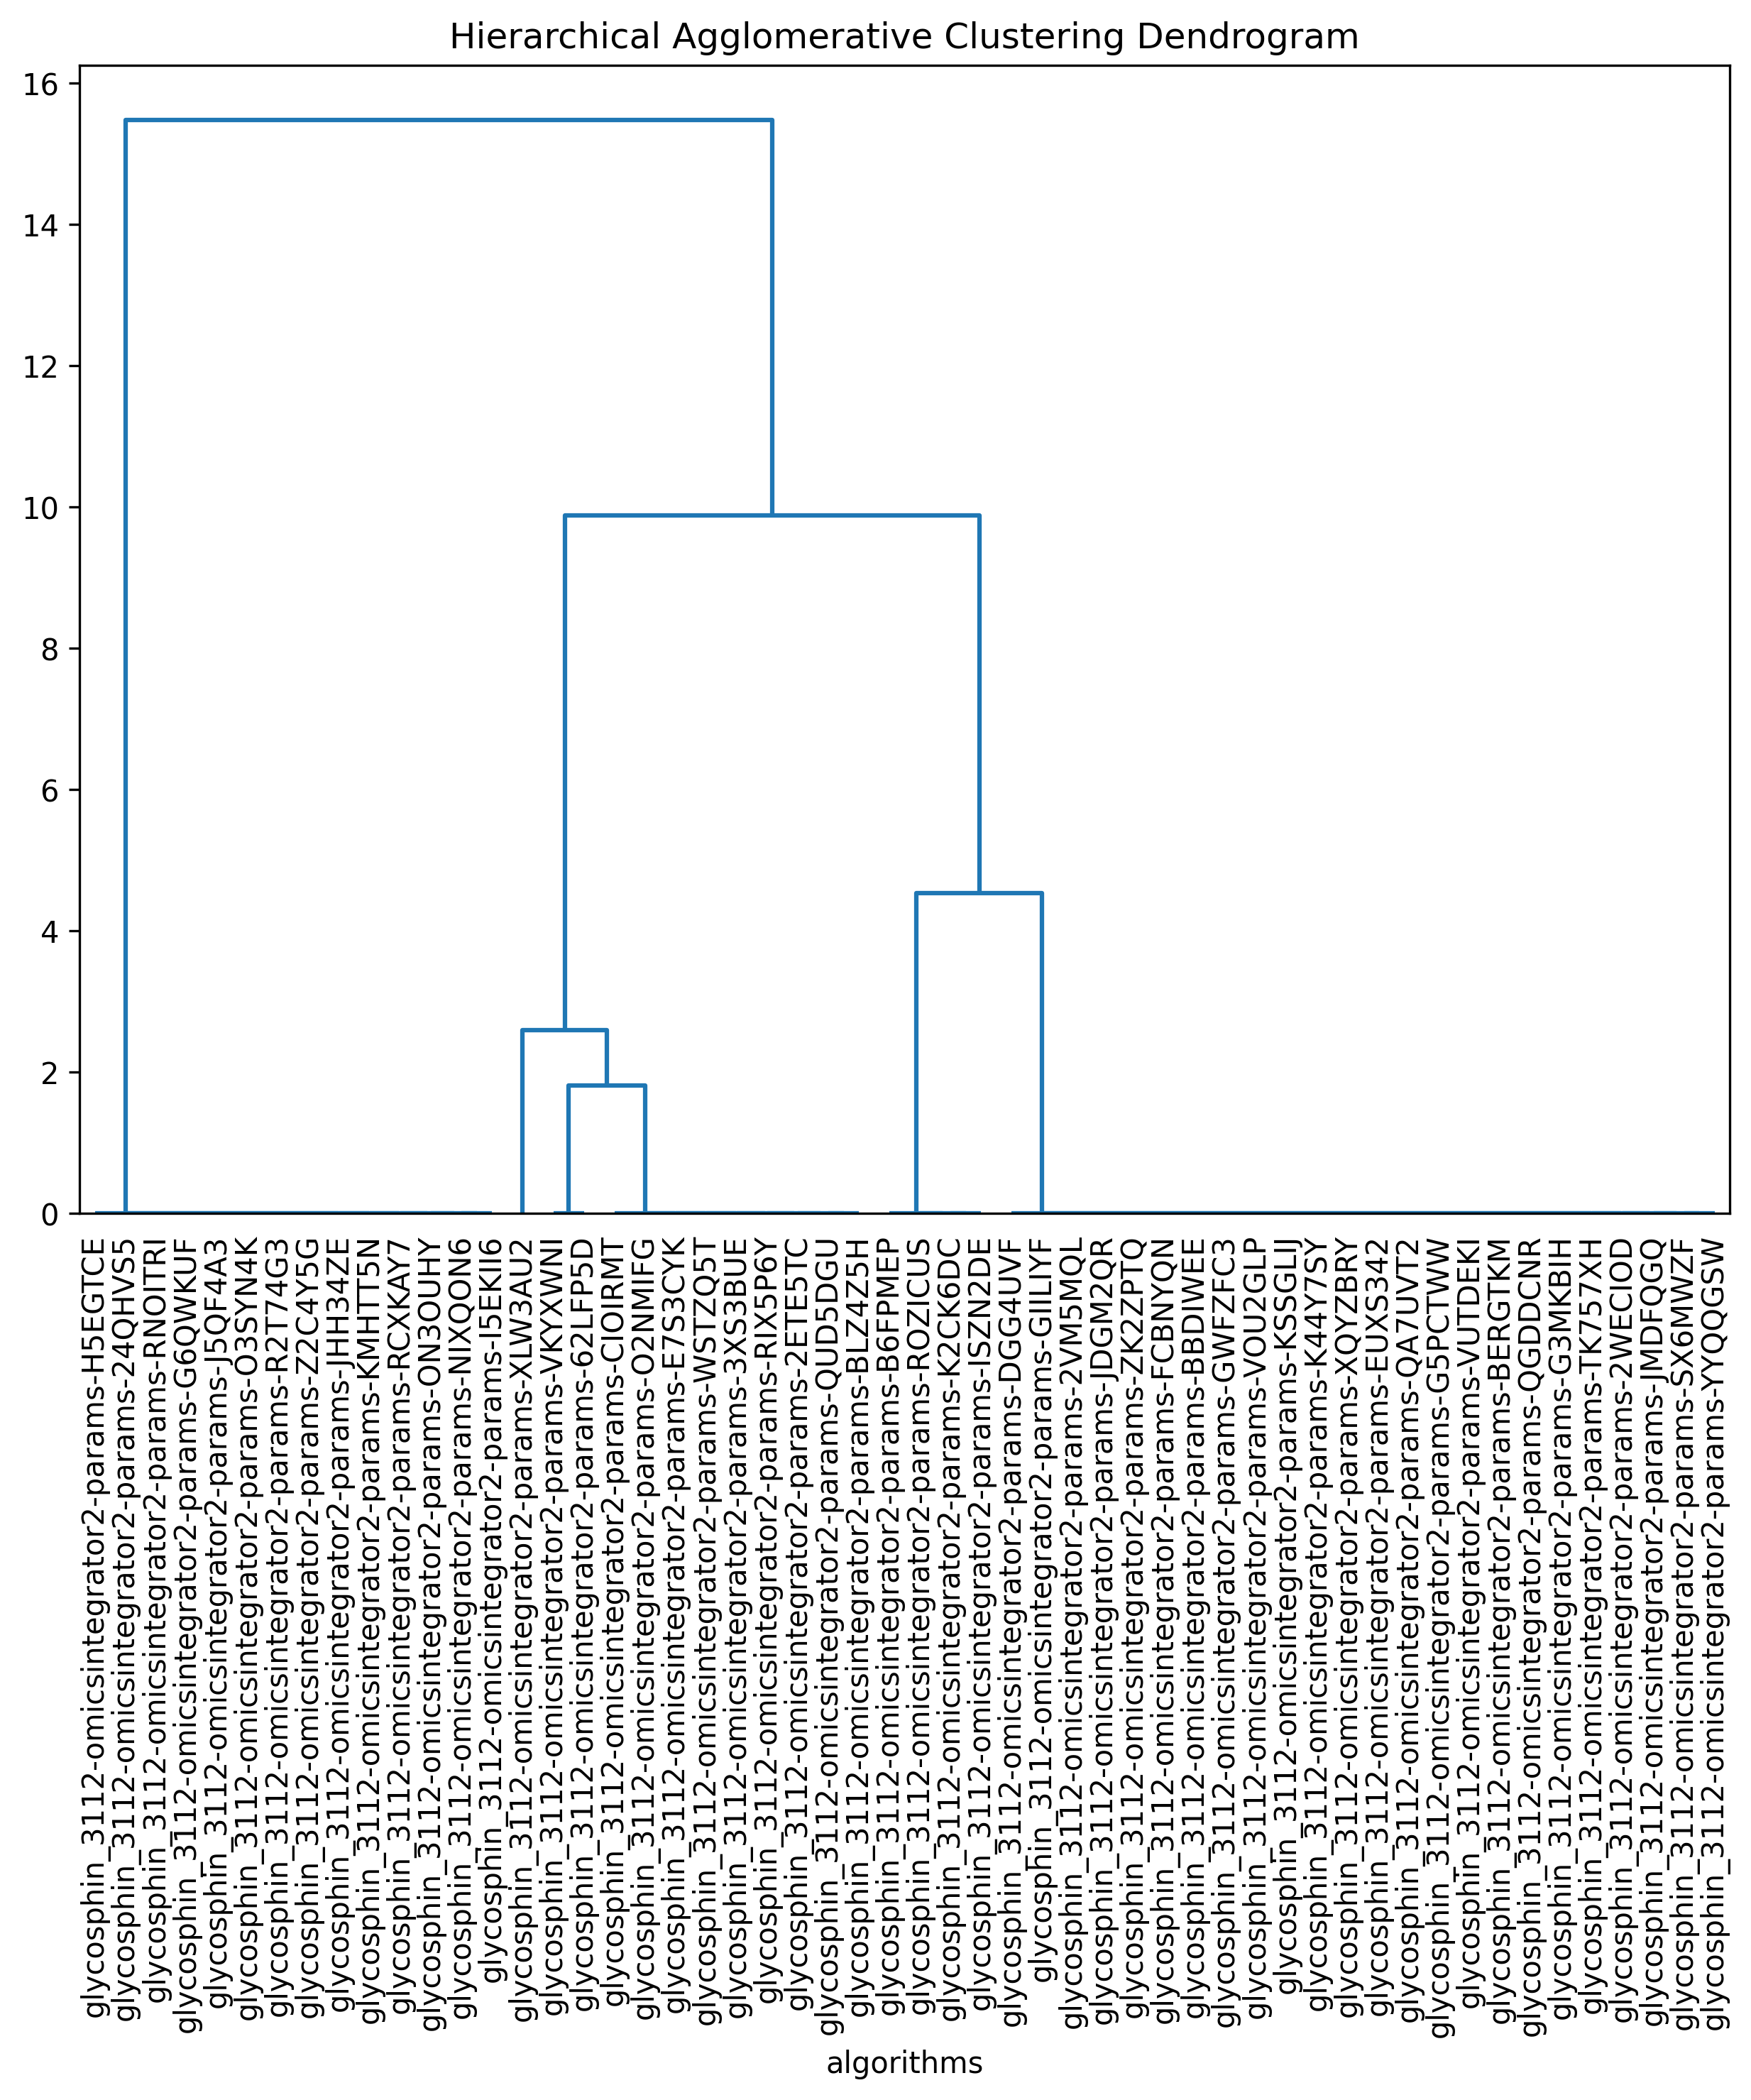 Hierarchical Agglomerative Clustering Dendrogram
16
14
12
10
8
6
4
2
0
glycosphin_3112-omicsintegrator2-params-H5EGTCE
glycosphin_3112-omicsintegrator2-params-24QHVS5
glycosphin_3112-omicsintegrator2-params-RNOITRI
glycosphin_3112-omicsintegrator2-params-G6QWKUF
glycosphin_3112-omicsintegrator2-params-J5QF4A3
glycosphin_3112-omicsintegrator2-params-O3SYN4K
glycosphin_3112-omicsintegrator2-params-R2T74G3
glycosphin_3112-omicsintegrator2-params-Z2C4Y5G
glycosphin_3112-omicsintegrator2-params-JHH34ZE
glycosphin_3112-omicsintegrator2-params-KMHTT5N
glycosphin_3112-omicsintegrator2-params-RCXKAY7
glycosphin_3112-omicsintegrator2-params-ON3OUHY
glycosphin_3112-omicsintegrator2-params-NIXQON6
glycosphin_3112-omicsintegrator2-params-I5EKII6
glycosphin_3112-omicsintegrator2-params-XLW3AU2
glycosphin_3112-omicsintegrator2-params-VKYXWNI
glycosphin_3112-omicsintegrator2-params-62LFP5D
glycosphin_3112-omicsintegrator2-params-CIOIRMT
glycosphin_3112-omicsintegrator2-params-O2NMIFG
glycosphin_3112-omicsintegrator2-params-E7S3CYK
glycosphin_3112-omicsintegrator2-params-WSTZQ5T
glycosphin_3112-omicsintegrator2-params-3XS3BUE
glycosphin_3112-omicsintegrator2-params-RIX5P6Y
glycosphin_3112-omicsintegrator2-params-2ETE5TC
glycosphin_3112-omicsintegrator2-params-QUD5DGU
glycosphin_3112-omicsintegrator2-params-BLZ4Z5H
glycosphin_3112-omicsintegrator2-params-B6FPMEP
glycosphin_3112-omicsintegrator2-params-RQZICUS
glycosphin_3112-omicsintegrator2-params-K2CK6DC
glycosphin_3112-omicsintegrator2-params-ISZN2DE
glycosphin_3112-omicsintegrator2-params-DGG4UVF
glycosphin_3112-omicsintegrator2-params-GIILIYF
glycosphin_3112-omicsintegrator2-params-2VM5MQL
glycosphin_3112-omicsintegrator2-params-JDGM2QR
glycosphin_3112-omicsintegrator2-params-ZK2ZPTQ
glycosphin_3112-omicsintegrator2-params-FCBNYQN
glycosphin_3112-omicsintegrator2-params-BBDIWEE
glycosphin_3112-omicsintegrator2-params-GWFZFC3
glycosphin_3112-omicsintegrator2-params-VOU2GLP
glycosphin_3112-omicsintegrator2-params-KSSGLIJ
glycosphin_3112-omicsintegrator2-params-K44Y7SY
glycosphin_3112-omicsintegrator2-params-XQYZBRY
glycosphin_3112-omicsintegrator2-params-EUXS342
glycosphin_3112-omicsintegrator2-params-QA7UVT2
glycosphin_3112-omicsintegrator2-params-G5PCTWW
glycosphin_3112-omicsintegrator2-params-VUTDEKI
glycosphin_3112-omicsintegrator2-params-BERGTKM
glycosphin_3112-omicsintegrator2-params-QGDDCNR
glycosphin_3112-omicsintegrator2-params-G3MKBIH
glycosphin_3112-omicsintegrator2-params-TK757XH
glycosphin_3112-omicsintegrator2-params-2WECIOD
glycosphin_3112-omicsintegrator2-params-JMDFQGQ
glycosphin_3112-omicsintegrator2-params-SX6MWZF
glycosphin_3112-omicsintegrator2-params-YYQQGSW
algorithms